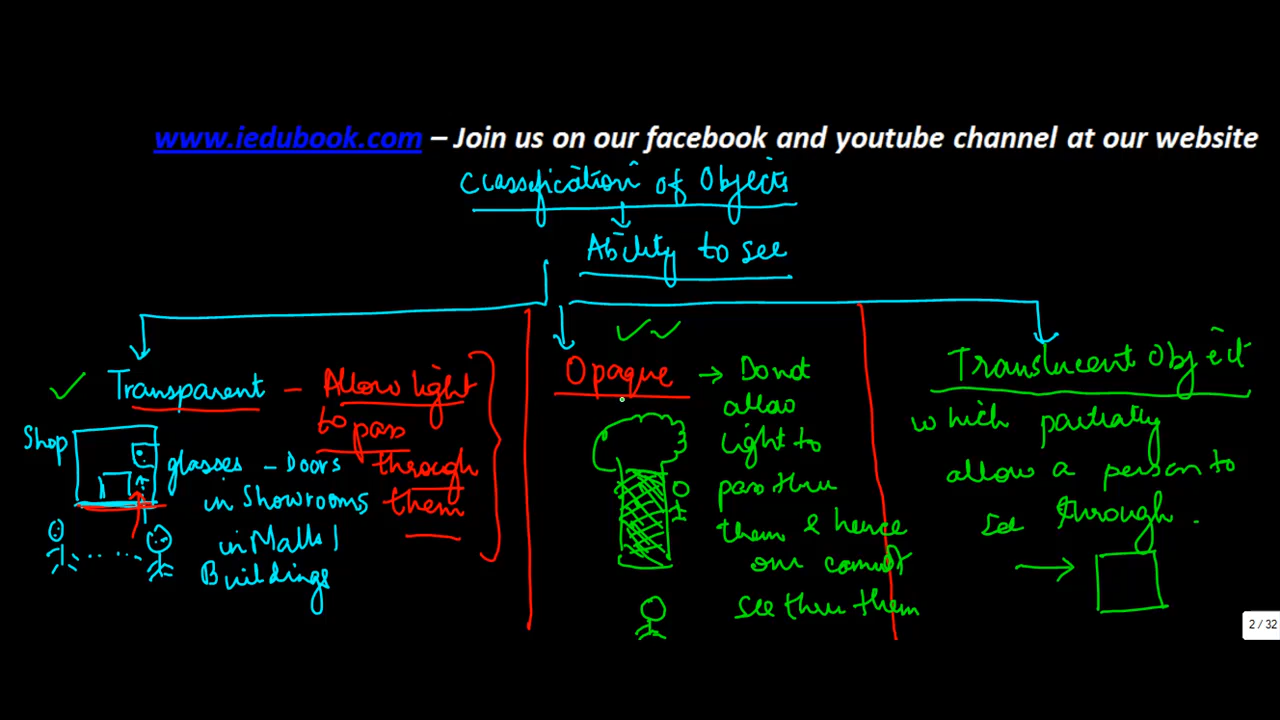 www.iedubook.com – Join us on our facebook and youtube channel at our website
Classification of Objects
Ability to see
Transparent – Allow light
to pass
through
them
Shop
glasses – Doors
in Showrooms
in Malls /
Buildings
Opaque → Do not
allow
light to
pass thru
them & hence
one cannot
see thru them
Translucent Object
which partially
allow a person to
see through .
2 / 32